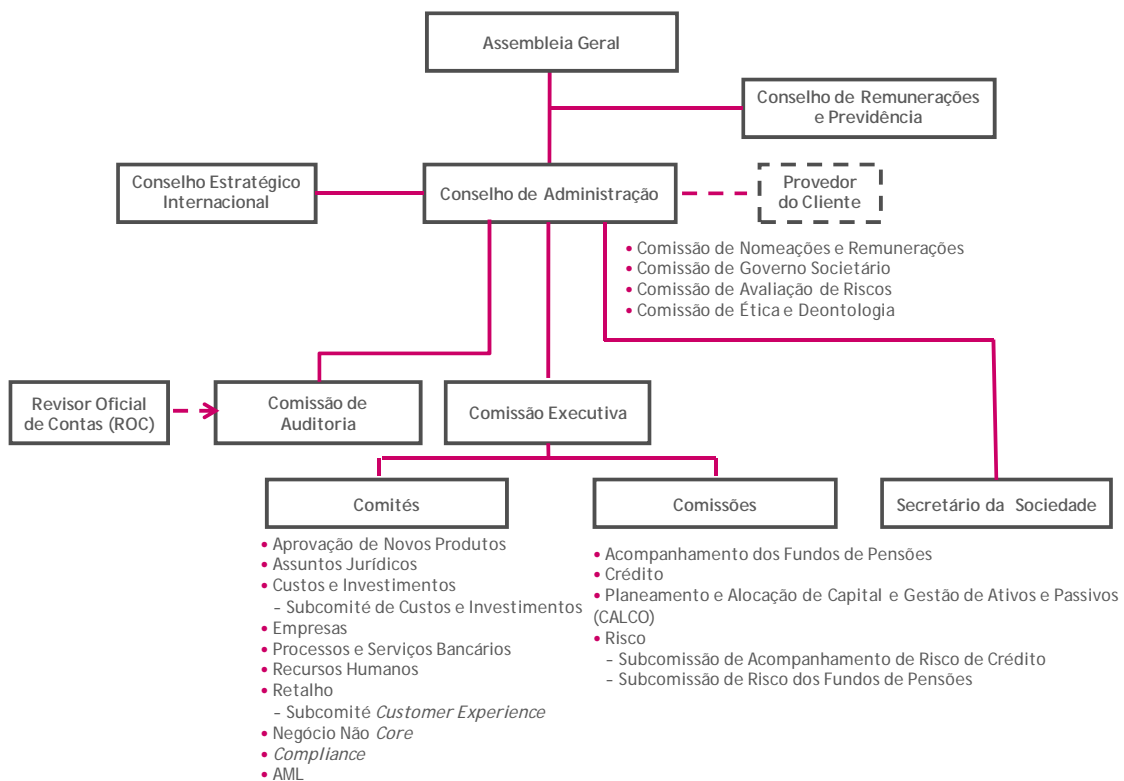 Assembleia Geral
Conselho de Remunerações
e Previdência
Conselho Estratégico
Internacional
Conselho de Administração
Provedor
do Cliente
• Comissão de Nomeações e Remunerações
• Comissão de Governo Societário
• Comissão de Avaliação de Riscos
• Comissão de Ética e Deontologia
Revisor Oficial
de Contas (ROC)
Comissão de
Auditoria
Comissão Executiva
Comités
• Aprovação de Novos Produtos
• Assuntos Jurídicos
• Custos e Investimentos
– Subcomité de Custos e Investimentos
• Empresas
• Processos e Serviços Bancários
• Recursos Humanos
• Retalho
– Subcomité Customer Experience
• Negócio Não Core
• Compliance
• AML
Comissões
• Acompanhamento dos Fundos de Pensões
• Crédito
• Planeamento e Alocação de Capital e Gestão de Ativos e Passivos
(CALCO)
• Risco
– Subcomissão de Acompanhamento de Risco de Crédito
– Subcomissão de Risco dos Fundos de Pensões
Secretário da Sociedade